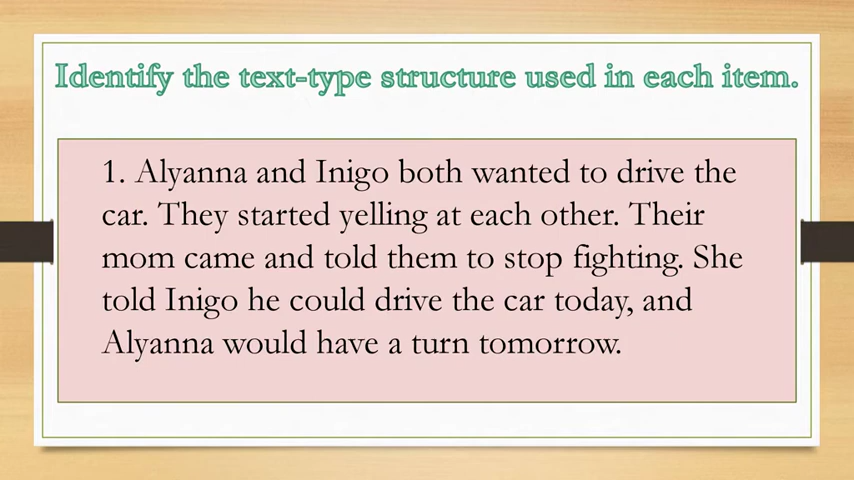 Identify the text-type structure used in each item.
1. Alyanna and Inigo both wanted to drive the
car. They started yelling at each other. Their
mom came and told them to stop fighting. She
told Inigo he could drive the car today, and
Alyanna would have a turn tomorrow.